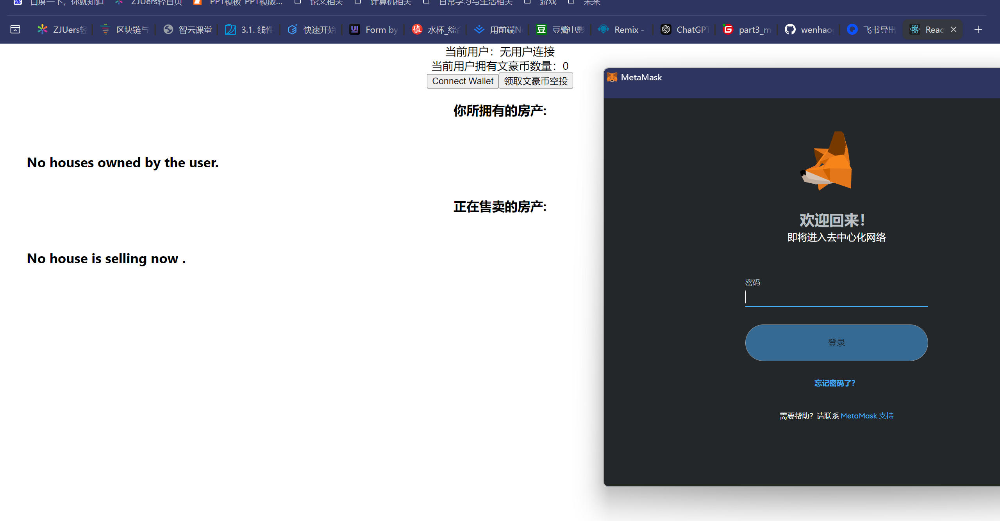 百度一下，你就知道 ZJUers轻首页 PPT模板_PPT模版... 论文相关 计算机相关 日常学习与生活相关 游戏 未来
ZJUers轻 区块链与 智云课堂 3.1. 线性 快速开始 Form by 水杯_综合 用前端No 豆瓣电影 Remix - ChatGPT part3_m wenhao 飞书导出 Reac
当前用户：无用户连接
当前用户拥有文豪币数量：0
Connect Wallet 领取文豪币空投
你所拥有的房产:
No houses owned by the user.
正在售卖的房产:
No house is selling now .
MetaMask
欢迎回来！
即将进入去中心化网络
密码
登录
忘记密码了？
需要帮助？请联系 MetaMask 支持